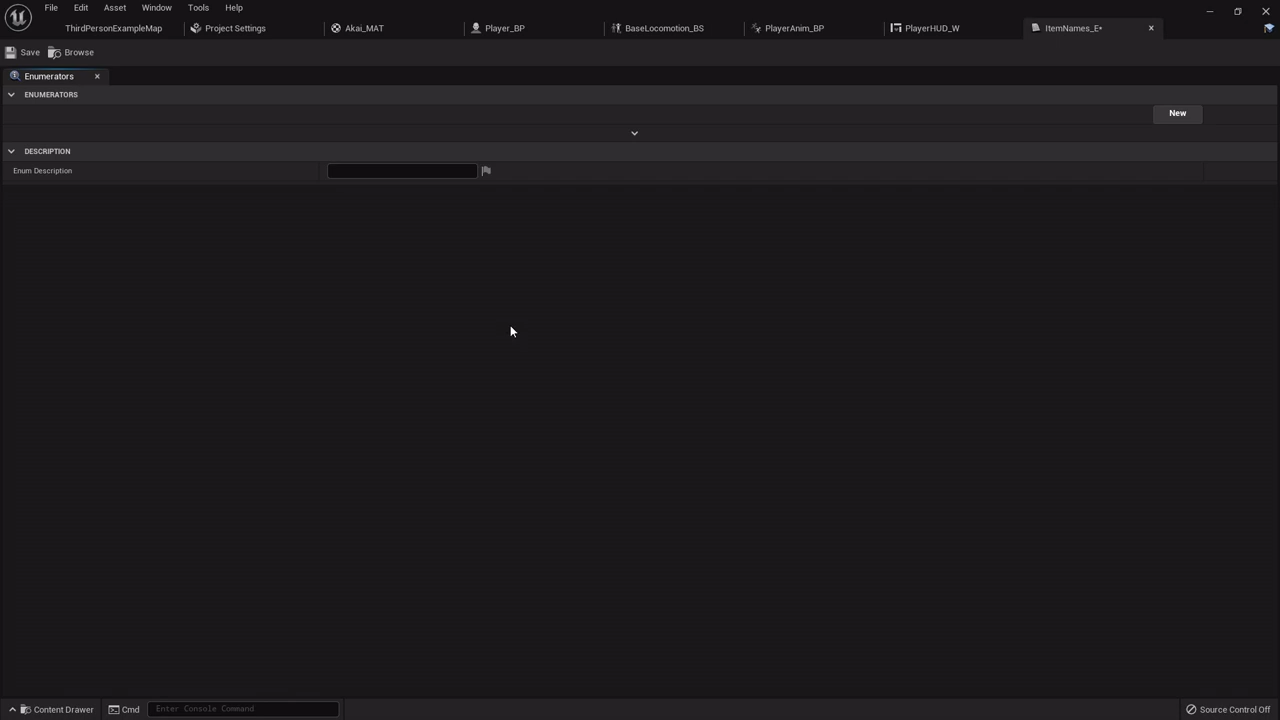 File Edit Asset Window Tools Help
ThirdPersonExampleMap Project Settings Akai_MAT Player_BP BaseLocomotion_BS PlayerAnim_BP PlayerHUD_W ItemNames_E*
Save Browse
Enumerators
ENUMERATORS
New
DESCRIPTION
Enum Description
Content Drawer Cmd Enter Console Command Source Control Off